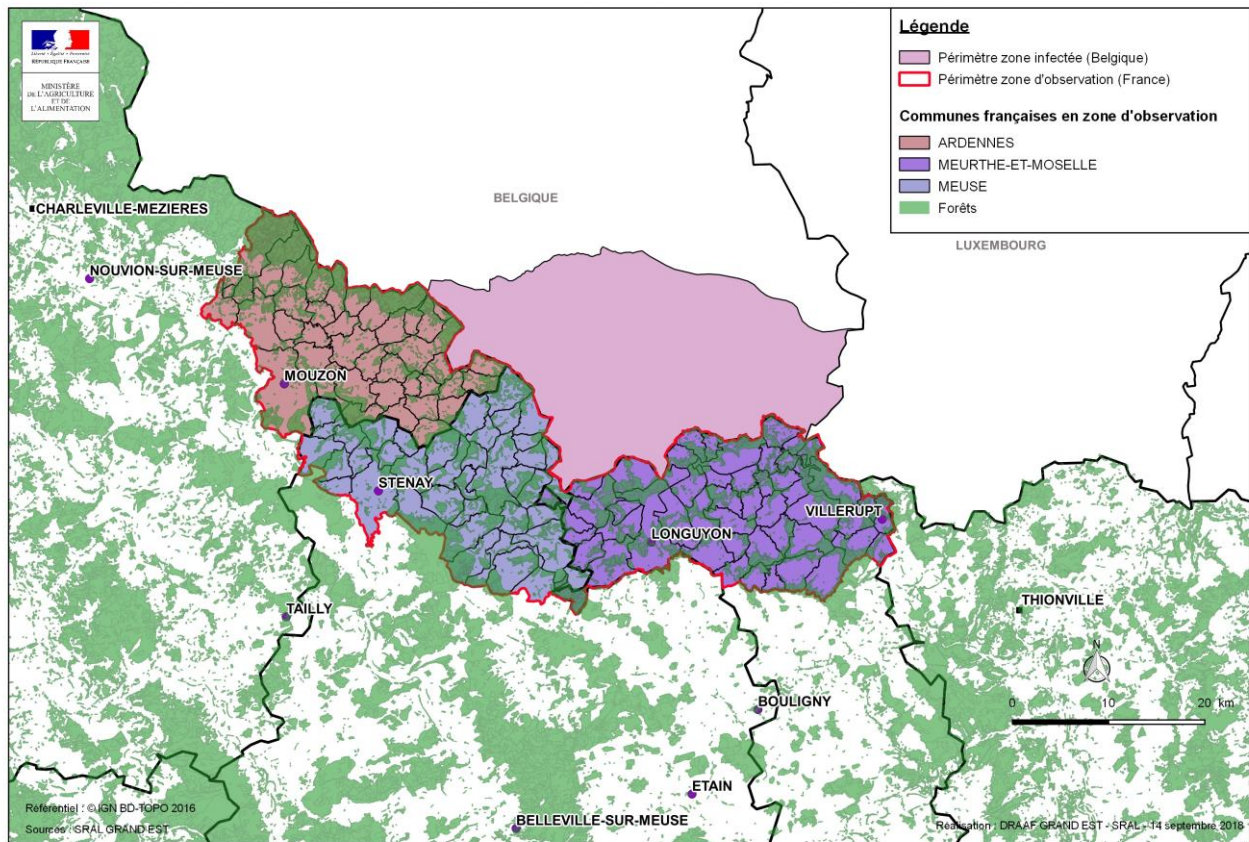 Liberté • Égalité • Fraternité
RÉPUBLIQUE FRANÇAISE
MINISTÈRE
DE L'AGRICULTURE
ET DE
L'ALIMENTATION
Légende
Périmètre zone infectée (Belgique)
Périmètre zone d'observation (France)
Communes françaises en zone d'observation
ARDENNES
MEURTHE-ET-MOSELLE
MEUSE
Forêts
BELGIQUE
LUXEMBOURG
CHARLEVILLE-MEZIERES
NOUVION-SUR-MEUSE
MOUZON
STENAY
LONGUYON
VILLERUPT
TAILLY
THIONVILLE
BOULIGNY
ETAIN
BELLEVILLE-SUR-MEUSE
N
0 10 20 km
Référentiel : © IGN BD-TOPO 2016
Sources : SRAL GRAND EST
Réalisation : DRAAF GRAND EST - SRAL - 14 septembre 2018